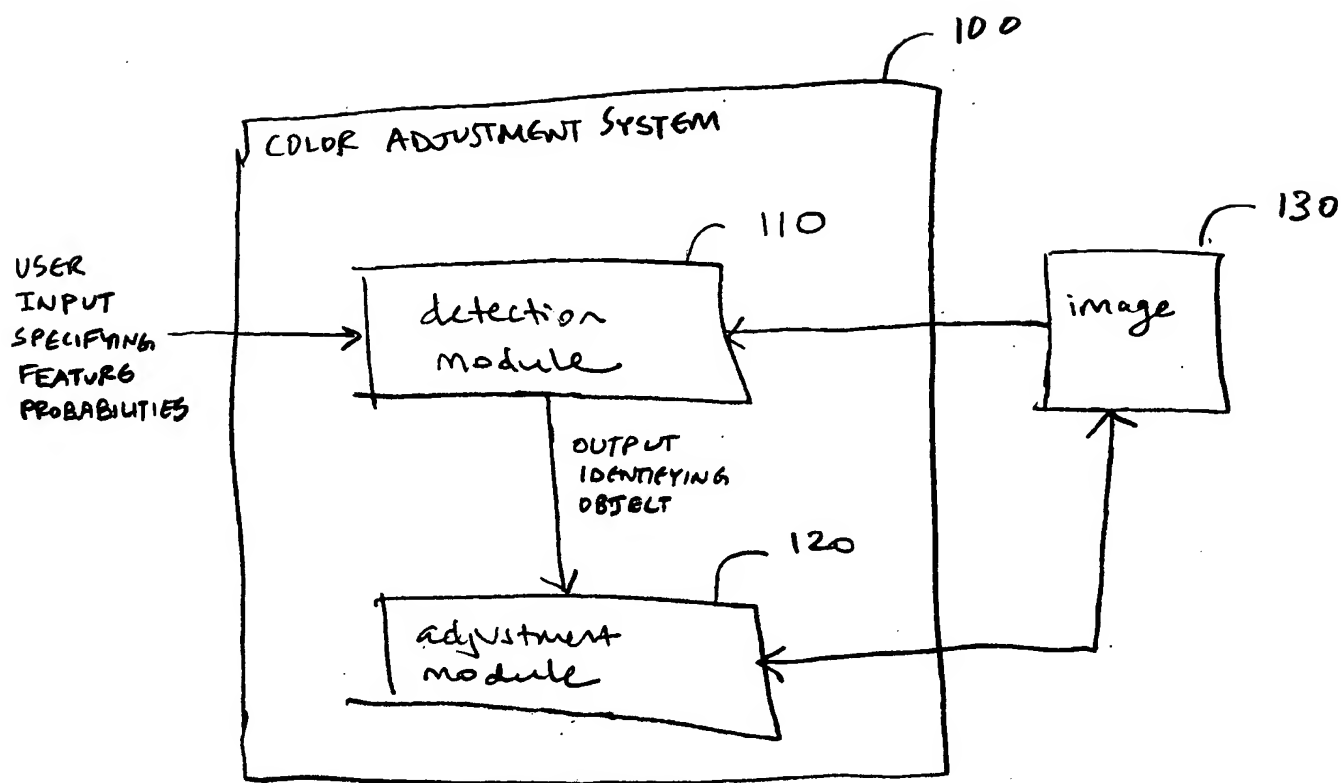 100
COLOR ADJUSTMENT SYSTEM
130
110
USER
INPUT
SPECIFYING
FEATURE
PROBABILITIES
detection
module
image
OUTPUT
IDENTIFYING
OBJECT
120
adjustment
module